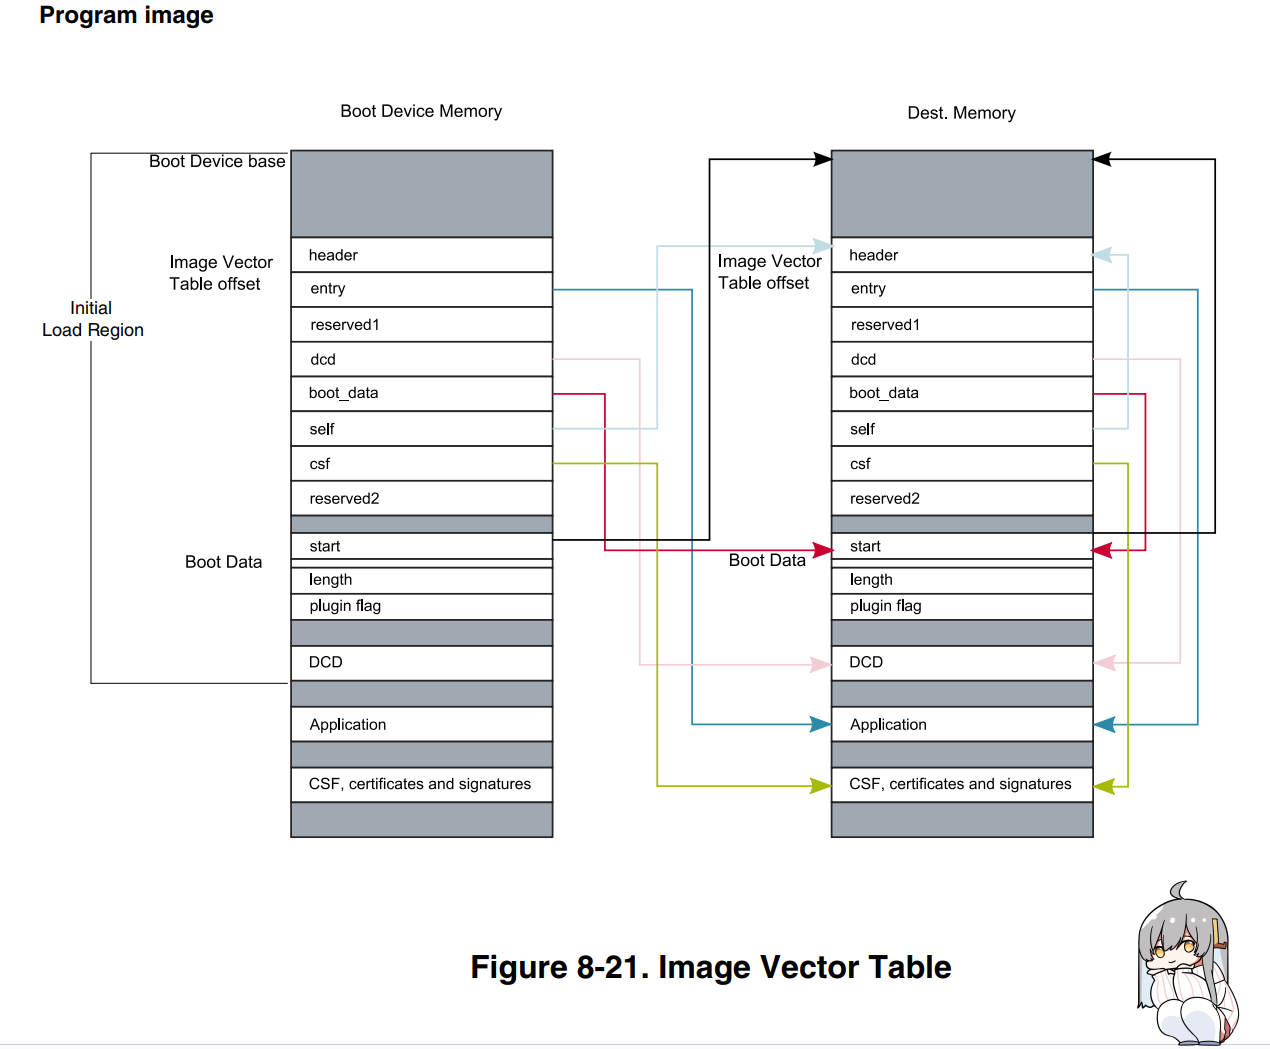 Program image
Boot Device Memory
Dest. Memory
Boot Device base
Image Vector
Table offset
Initial
Load Region
Boot Data
header
entry
reserved1
dcd
boot_data
self
csf
reserved2
start
length
plugin flag
DCD
Application
CSF, certificates and signatures
Image Vector
Table offset
Boot Data
header
entry
reserved1
dcd
boot_data
self
csf
reserved2
start
length
plugin flag
DCD
Application
CSF, certificates and signatures
Figure 8-21. Image Vector Table